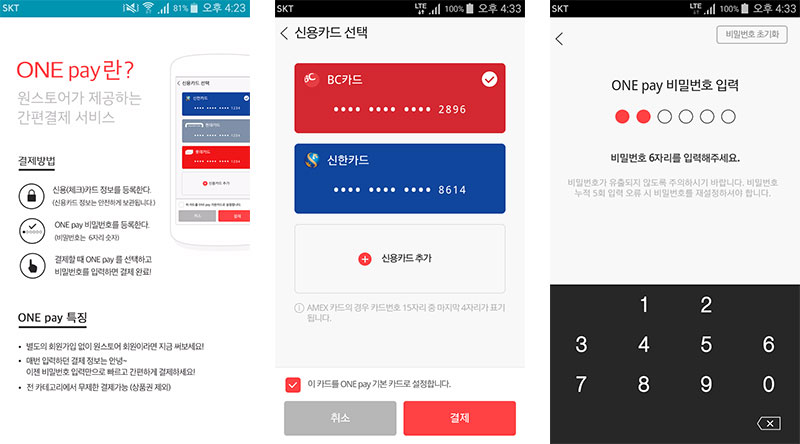 SKT 81% 오후 4:23
ONE pay란?
원스토어가 제공하는
간편결제 서비스
신용카드 선택
신한카드
•••• •••• •••• 1234
현대카드
•••• •••• •••• 1234
롯데카드
•••• •••• •••• 1234
신용카드 추가
취소 결제
결제방법
신용(체크)카드 정보를 등록한다.
(신용카드 정보는 안전하게 보관됩니다.)
ONE pay 비밀번호를 등록한다.
(비밀번호는 6자리 숫자)
결제할 때 ONE pay 를 선택하고
비밀번호를 입력하면 결제 완료!
ONE pay 특징
• 별도의 회원가입 없이 원스토어 회원이라면 지금 써보세요!
• 매번 입력하던 결제 정보는 안녕~
이젠 비밀번호 입력만으로 빠르고 간편하게 결제하세요!
• 전 카테고리에서 무제한 결제가능 (상품권 제외)
SKT LTE 100% 오후 4:33
신용카드 선택
BC카드
•••• •••• •••• 2896
신한카드
•••• •••• •••• 8614
신용카드 추가
AMEX 카드의 경우 카드번호 15자리 중 마지막 4자리가 표기
됩니다.
이 카드를 ONE pay 기본 카드로 설정합니다.
취소 결제
SKT LTE 100% 오후 4:33
비밀번호 초기화
ONE pay 비밀번호 입력
비밀번호 6자리를 입력해주세요.
비밀번호가 유출되지 않도록 주의하시기 바랍니다. 비밀번호
누적 5회 입력 오류 시 비밀번호를 재설정하셔야 합니다.
1 2
3 4 5 6
7 8 9 0